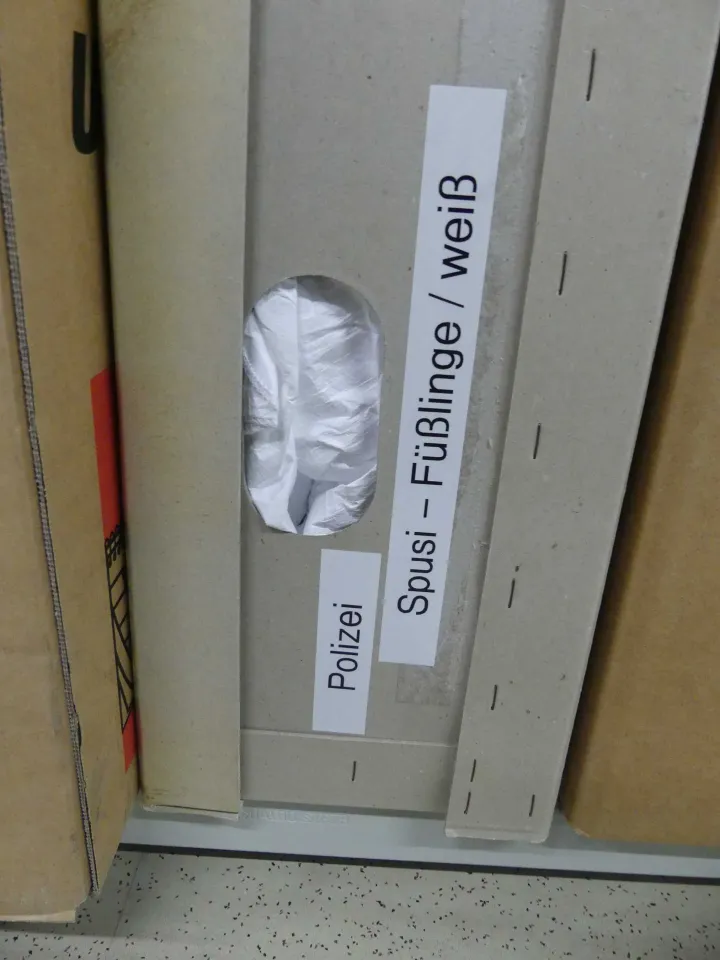 Polizei
Spusi – Füßlinge / weiß